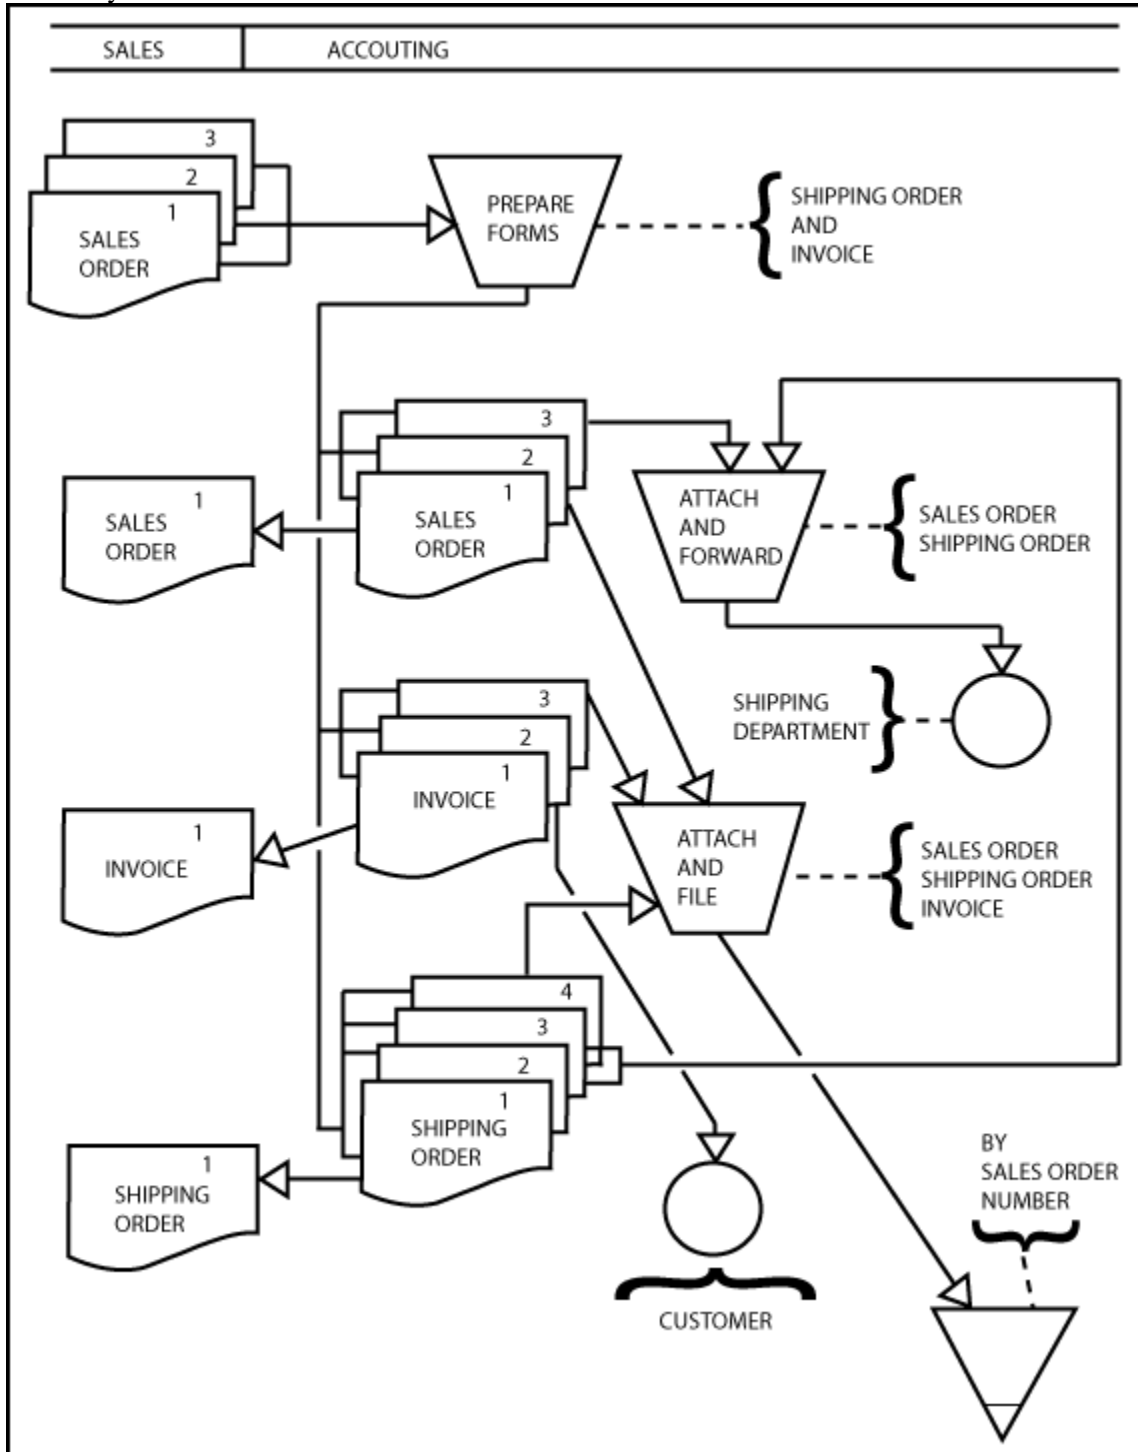 SALES
ACCOUTING
3
2
1
SALES
ORDER
PREPARE
FORMS
SHIPPING ORDER
AND
INVOICE
3
2
1
SALES
ORDER
1
SALES
ORDER
ATTACH
AND
FORWARD
SALES ORDER
SHIPPING ORDER
SHIPPING
DEPARTMENT
3
2
1
INVOICE
1
INVOICE
ATTACH
AND
FILE
SALES ORDER
SHIPPING ORDER
INVOICE
4
3
2
1
SHIPPING
ORDER
1
SHIPPING
ORDER
BY
SALES ORDER
NUMBER
CUSTOMER